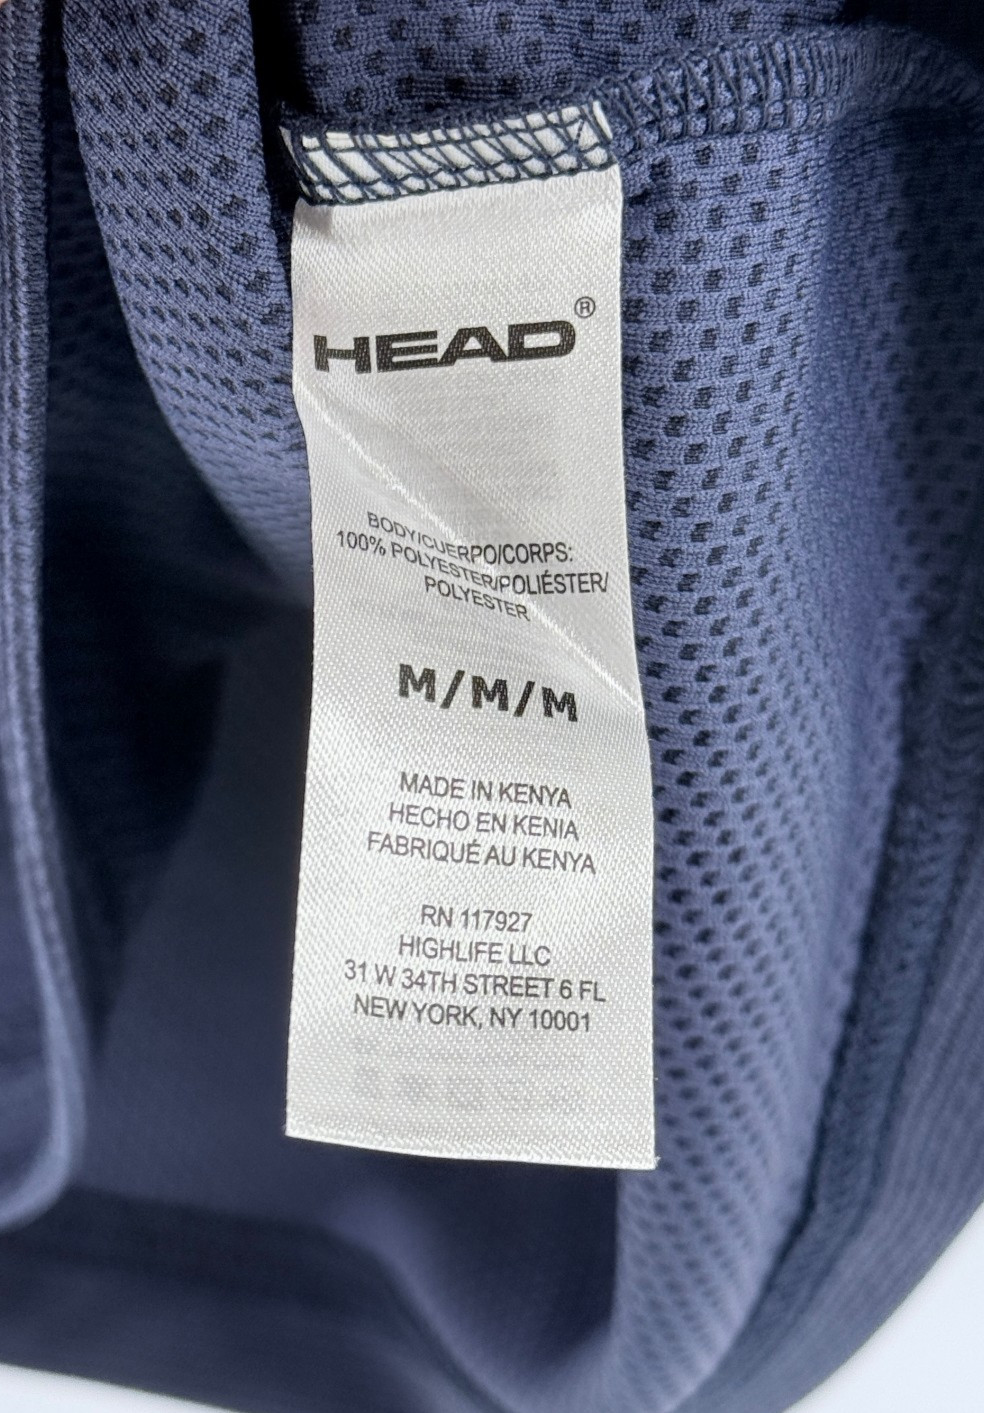 HEAD®
BODY/CUERPO/CORPS:
100% POLYESTER/POLIÉSTER/
POLYESTER
M/M/M
MADE IN KENYA
HECHO EN KENIA
FABRIQUÉ AU KENYA
RN 117927
HIGHLIFE LLC
31 W 34TH STREET 6 FL
NEW YORK, NY 10001